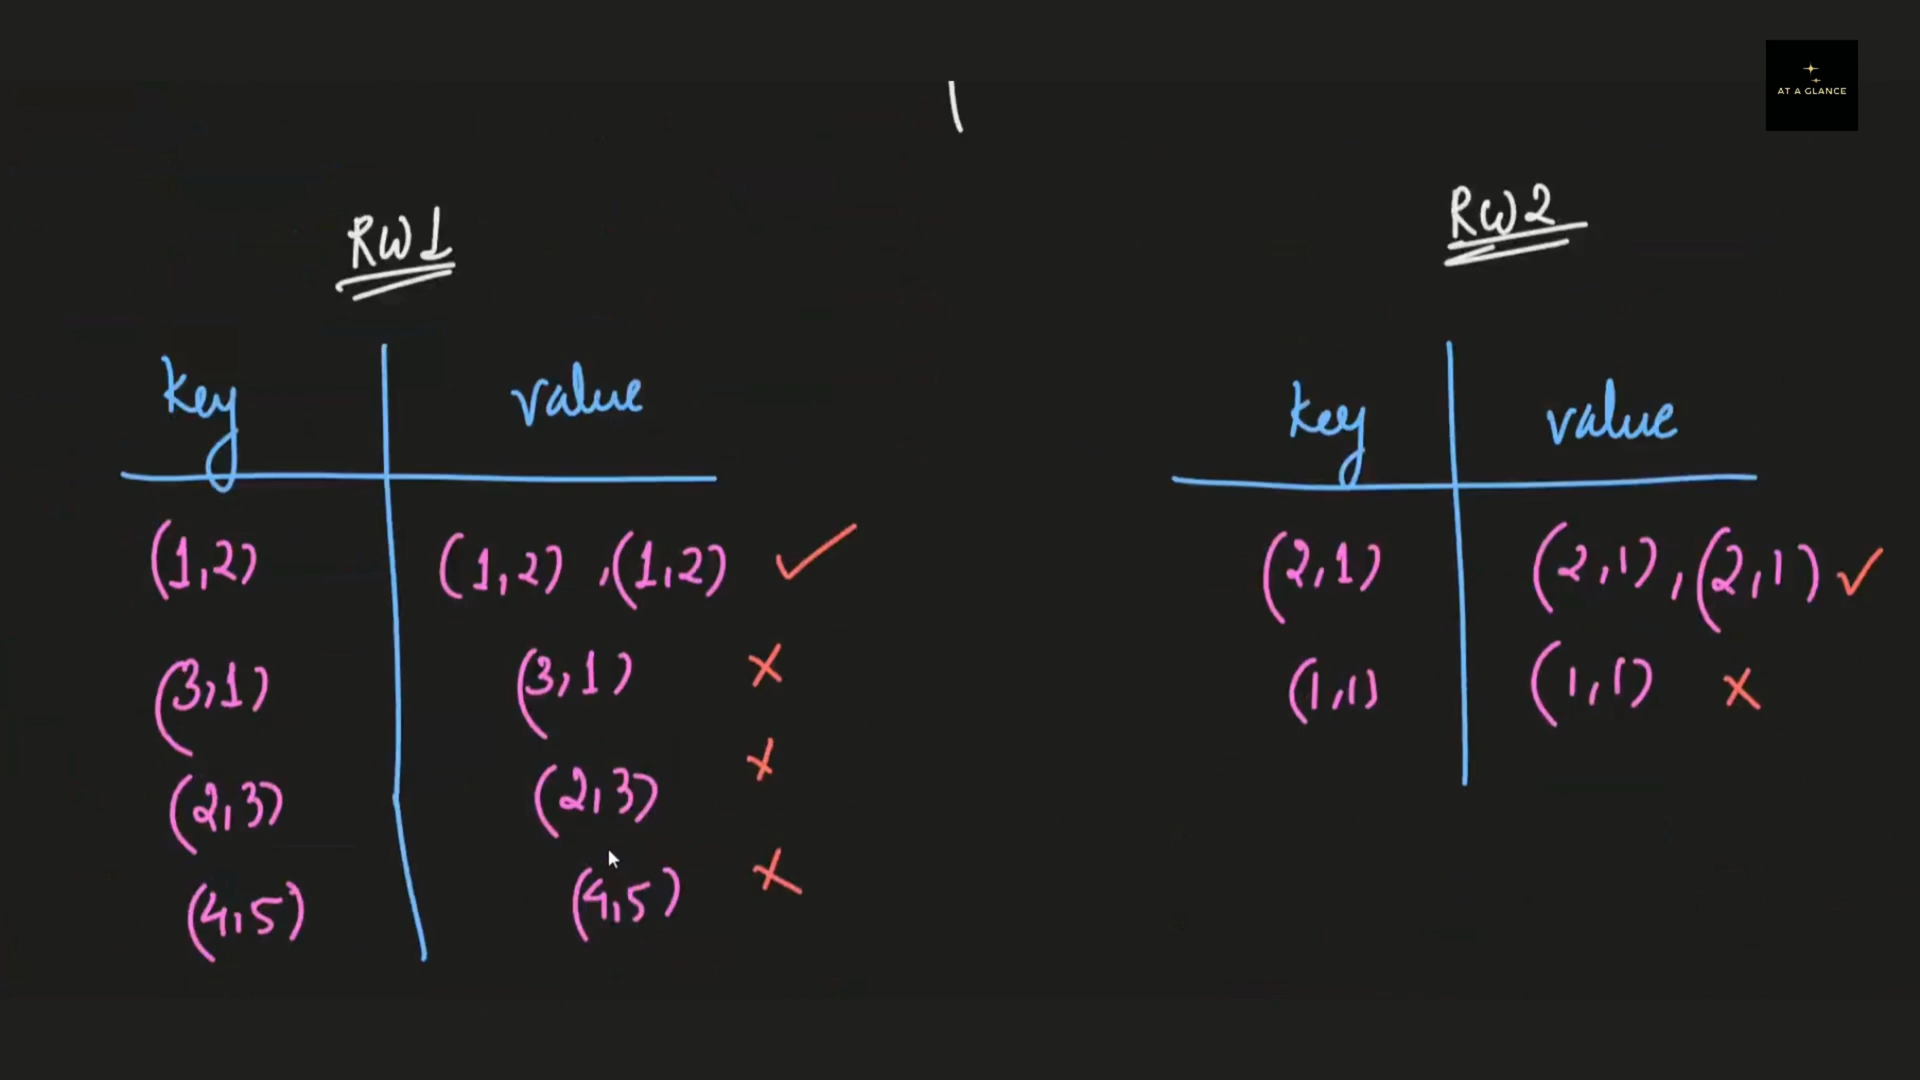 AT A GLANCE
RW1
RW2
key value
key value
(1,2) (1,2) ,(1,2) ✓
(2,1) (2,1),(2,1) ✓
(3,1) (3,1) ×
(1,1) (1,1) ×
(2,3) (2,3) ×
(4,5) (4,5) ×